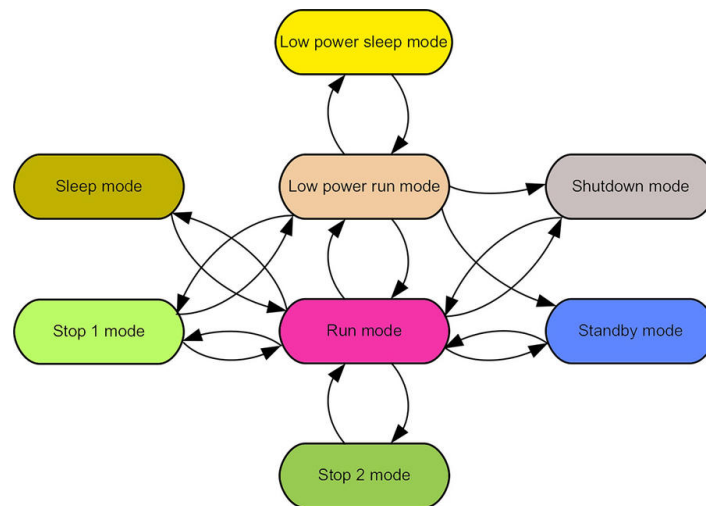 Low power sleep mode
Sleep mode
Low power run mode
Shutdown mode
Stop 1 mode
Run mode
Standby mode
Stop 2 mode